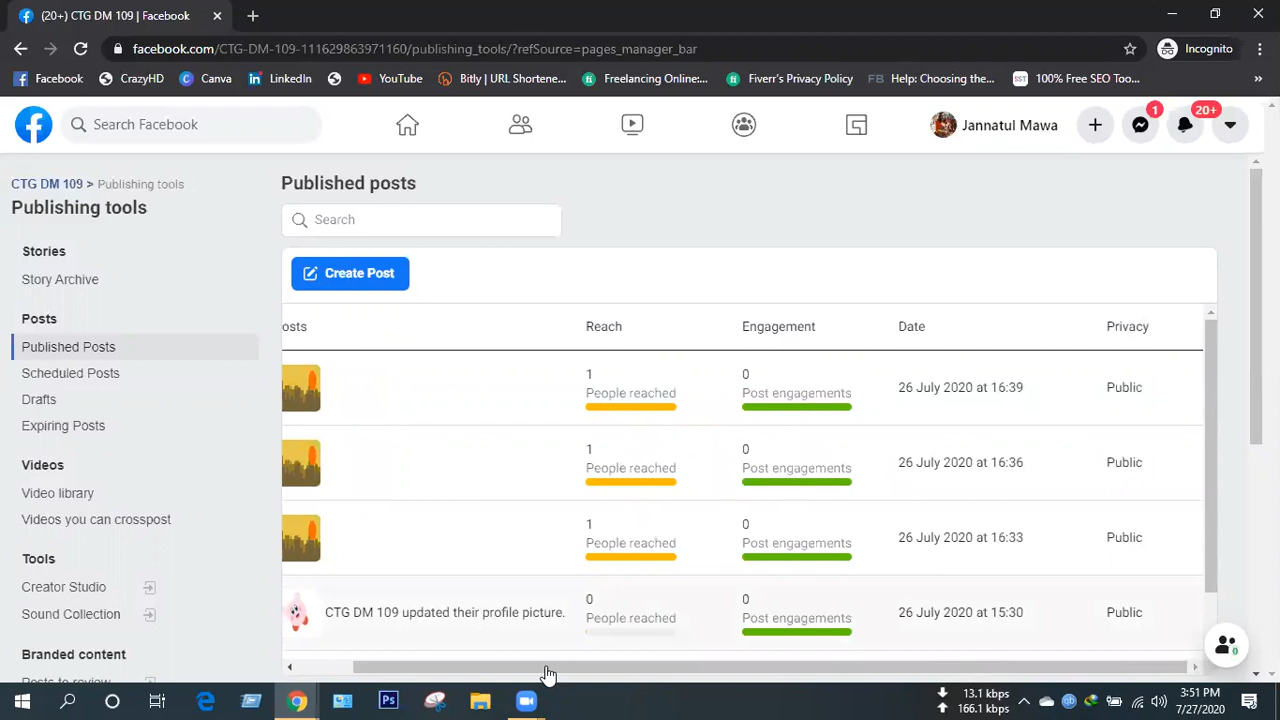 (20+) CTG DM 109 | Facebook
facebook.com/CTG-DM-109-111629863971160/publishing_tools/?refSource=pages_manager_bar
Incognito
Facebook
CrazyHD
Canva
LinkedIn
YouTube
Bitly | URL Shortene...
Freelancing Online:...
Fiverr's Privacy Policy
FB Help: Choosing the...
SST 100% Free SEO Too...
Search Facebook
Jannatul Mawa
1
20+
CTG DM 109 > Publishing tools
Publishing tools
Stories
Story Archive
Posts
Published Posts
Scheduled Posts
Drafts
Expiring Posts
Videos
Video library
Videos you can crosspost
Tools
Creator Studio
Sound Collection
Branded content
Posts to review
Published posts
Search
Create Post
osts Reach Engagement Date Privacy
1 0
People reached Post engagements 26 July 2020 at 16:39 Public
1 0
People reached Post engagements 26 July 2020 at 16:36 Public
1 0
People reached Post engagements 26 July 2020 at 16:33 Public
0 0
CTG DM 109 updated their profile picture. People reached Post engagements 26 July 2020 at 15:30 Public
0
Ps
13.1 kbps
166.1 kbps
3:51 PM
7/27/2020